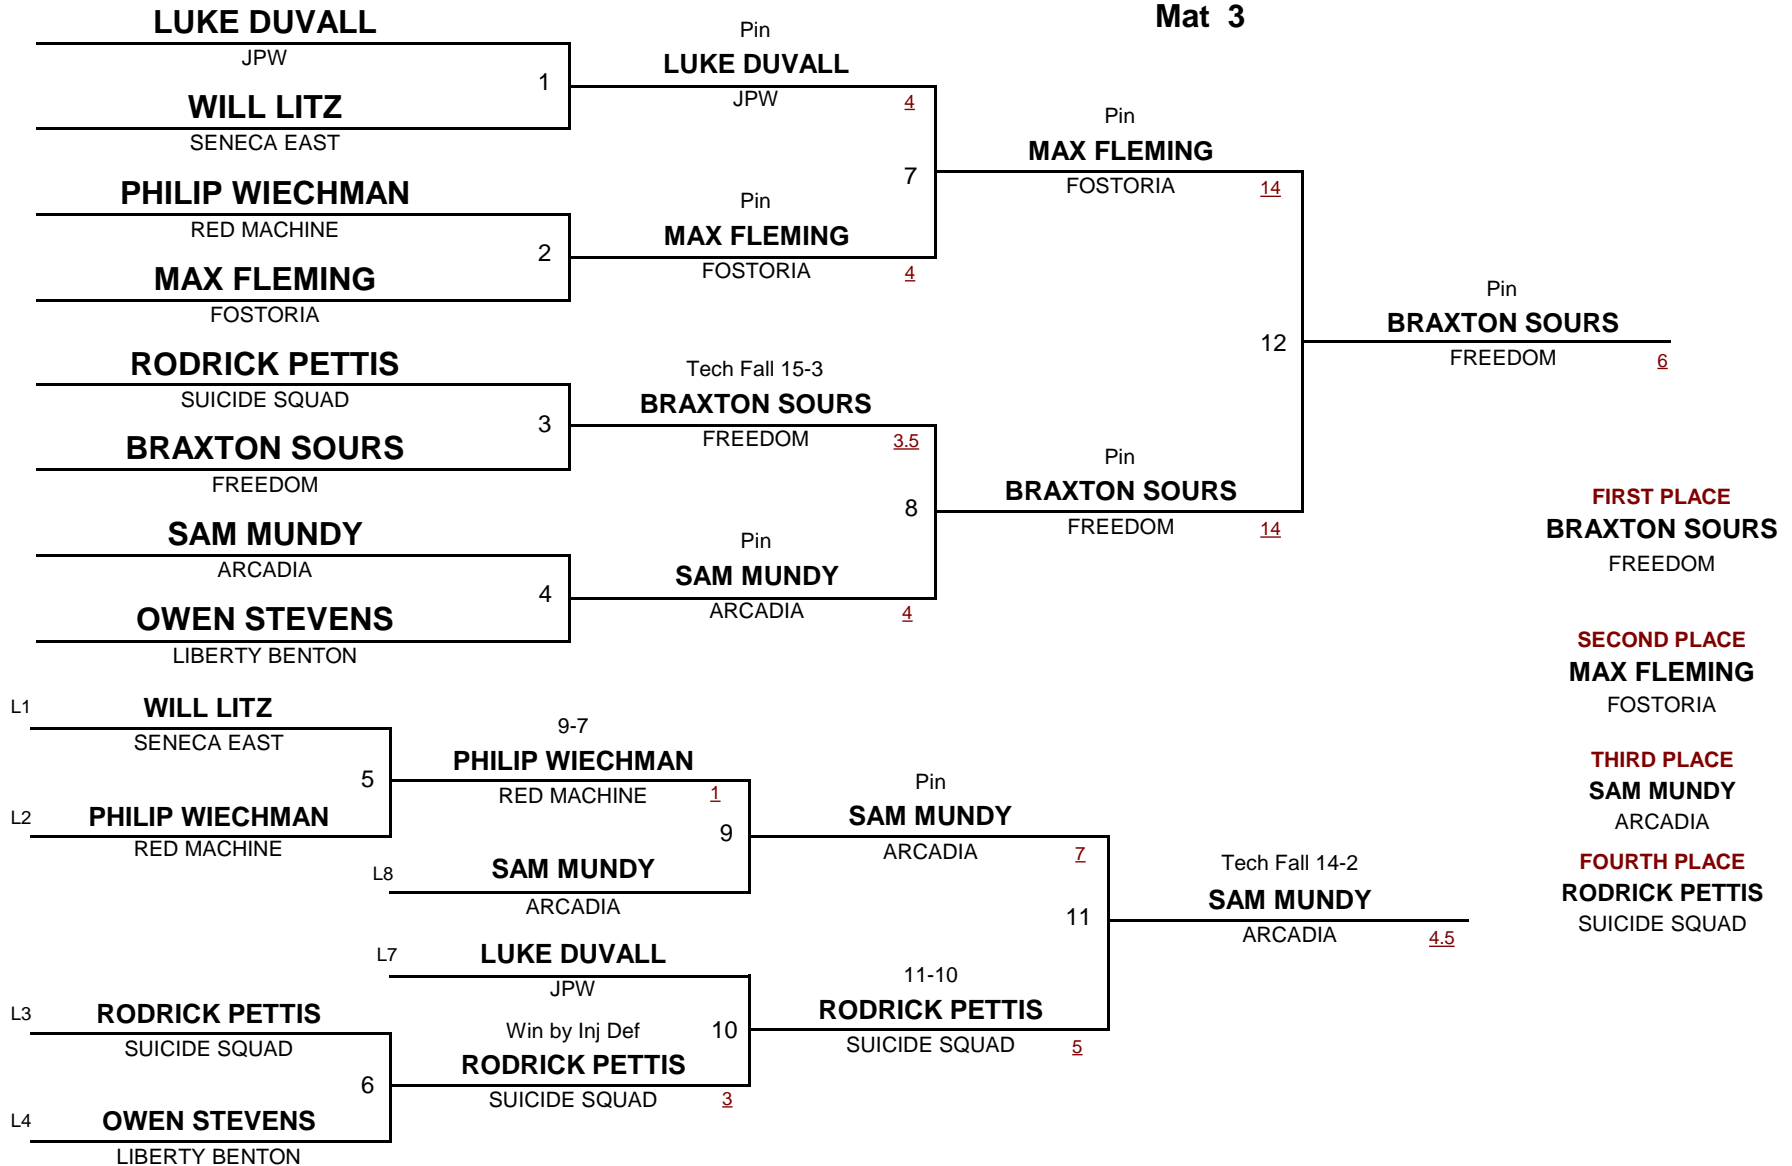 Mat 3
LUKE DUVALL
JPW
1
WILL LITZ
SENECA EAST
PHILIP WIECHMAN
RED MACHINE
2
MAX FLEMING
FOSTORIA
RODRICK PETTIS
SUICIDE SQUAD
3
BRAXTON SOURS
FREEDOM
SAM MUNDY
ARCADIA
4
OWEN STEVENS
LIBERTY BENTON
Pin
LUKE DUVALL
JPW 4
7
Pin
MAX FLEMING
FOSTORIA 4
Tech Fall 15-3
BRAXTON SOURS
FREEDOM 3.5
8
Pin
SAM MUNDY
ARCADIA 4
Pin
MAX FLEMING
FOSTORIA 14
12
Pin
BRAXTON SOURS
FREEDOM 14
Pin
BRAXTON SOURS
FREEDOM 6
L1 WILL LITZ
SENECA EAST
5
L2 PHILIP WIECHMAN
RED MACHINE
L3 RODRICK PETTIS
SUICIDE SQUAD
6
L4 OWEN STEVENS
LIBERTY BENTON
9-7
PHILIP WIECHMAN
RED MACHINE 1
9
L8 SAM MUNDY
ARCADIA
L7 LUKE DUVALL
JPW
Win by Inj Def 10
RODRICK PETTIS
SUICIDE SQUAD 3
Pin
SAM MUNDY
ARCADIA 7
11
11-10
RODRICK PETTIS
SUICIDE SQUAD 5
Tech Fall 14-2
SAM MUNDY
ARCADIA 4.5
FIRST PLACE
BRAXTON SOURS
FREEDOM
SECOND PLACE
MAX FLEMING
FOSTORIA
THIRD PLACE
SAM MUNDY
ARCADIA
FOURTH PLACE
RODRICK PETTIS
SUICIDE SQUAD